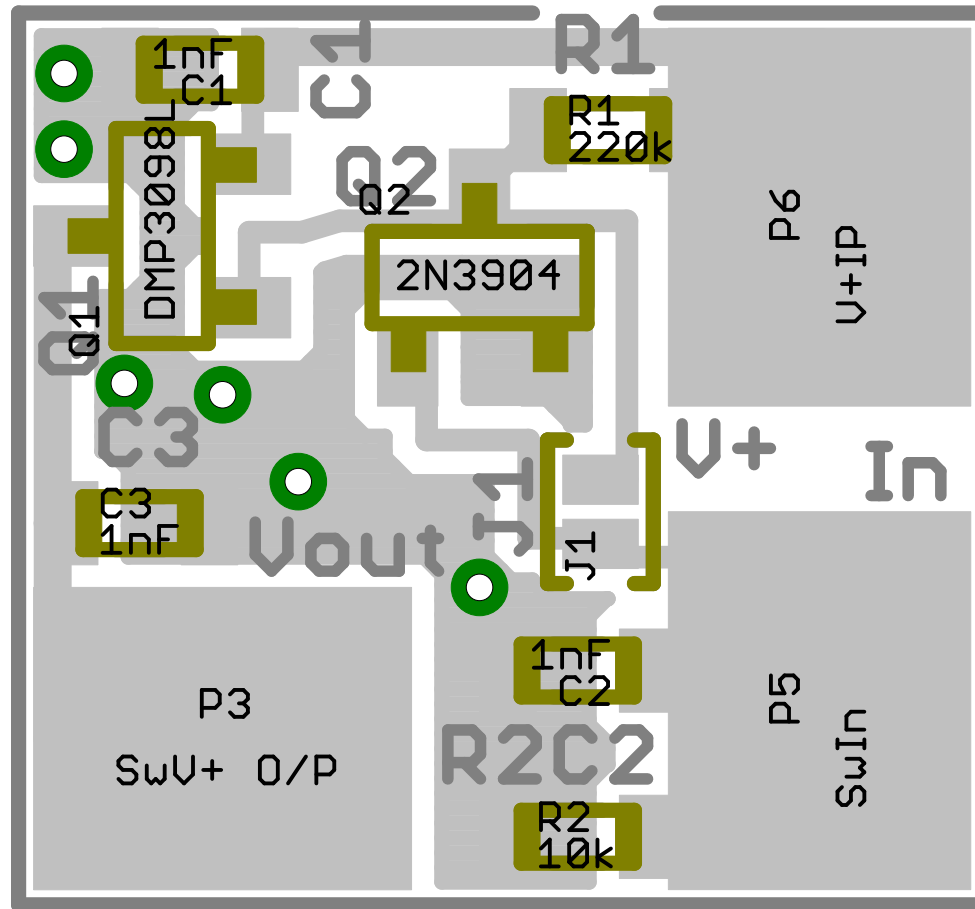 1nF
C1
C1
R1
R1
220k
DMP3098L
Q2
Q2
P6
V+IP
2N3904
Q1
Q1
C3
V+
In
C3
1nF
Vout
J1
J1
1nF
C2
P3
P5
SwIn
SwV+ O/P
R2C2
R2
10k